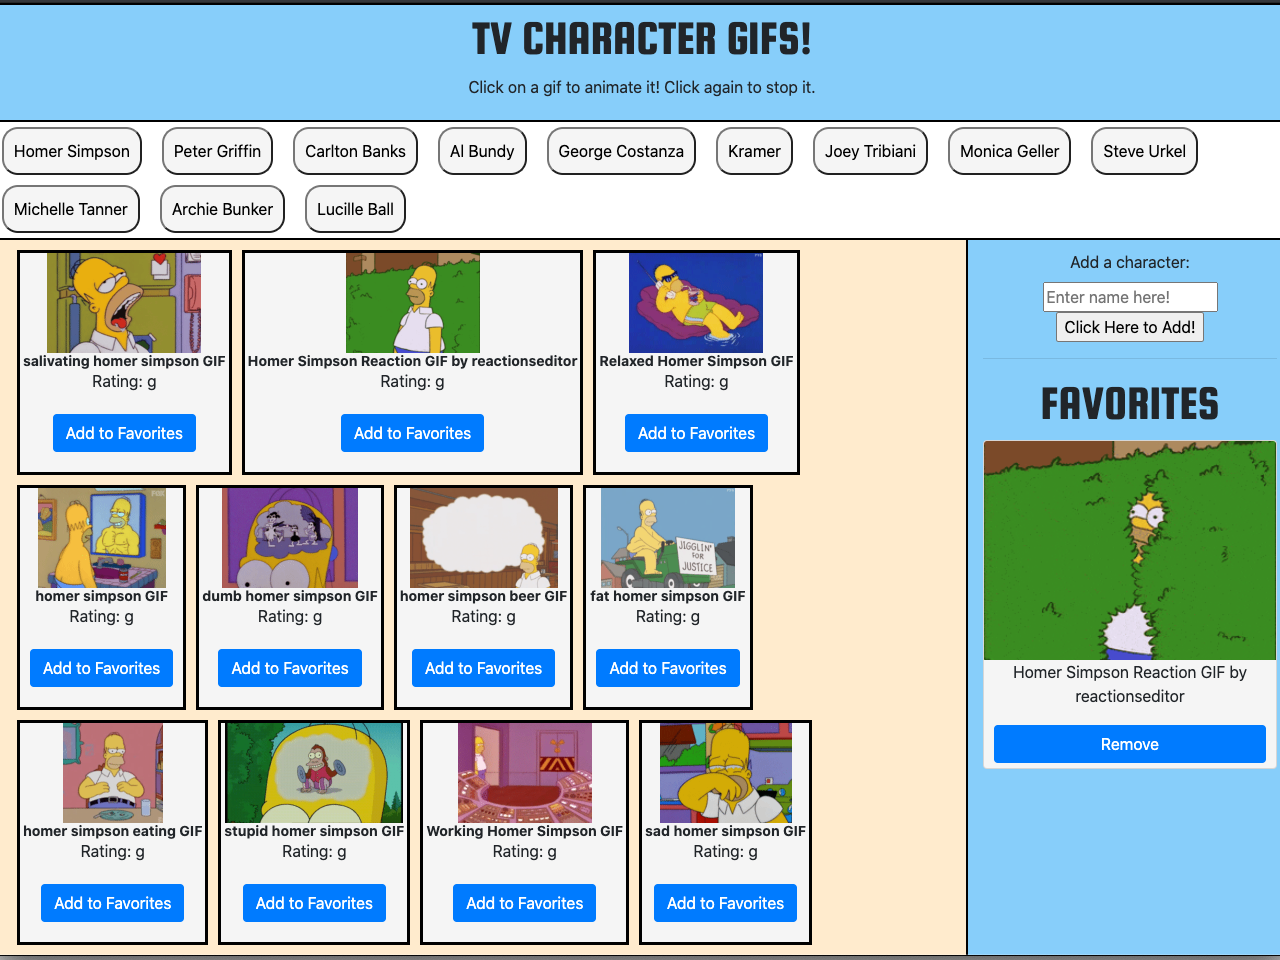 TV CHARACTER GIFS!
Click on a gif to animate it! Click again to stop it.
Homer Simpson
Peter Griffin
Carlton Banks
Al Bundy
George Costanza
Kramer
Joey Tribiani
Monica Geller
Steve Urkel
Michelle Tanner
Archie Bunker
Lucille Ball
salivating homer simpson GIF
Rating: g
Add to Favorites
Homer Simpson Reaction GIF by reactionseditor
Rating: g
Add to Favorites
Relaxed Homer Simpson GIF
Rating: g
Add to Favorites
homer simpson GIF
Rating: g
Add to Favorites
dumb homer simpson GIF
Rating: g
Add to Favorites
homer simpson beer GIF
Rating: g
Add to Favorites
JIGGLIN'
FOR
JUSTICE
fat homer simpson GIF
Rating: g
Add to Favorites
homer simpson eating GIF
Rating: g
Add to Favorites
stupid homer simpson GIF
Rating: g
Add to Favorites
Working Homer Simpson GIF
Rating: g
Add to Favorites
sad homer simpson GIF
Rating: g
Add to Favorites
Add a character:
Enter name here!
Click Here to Add!
FAVORITES
Homer Simpson Reaction GIF by
reactionseditor
Remove